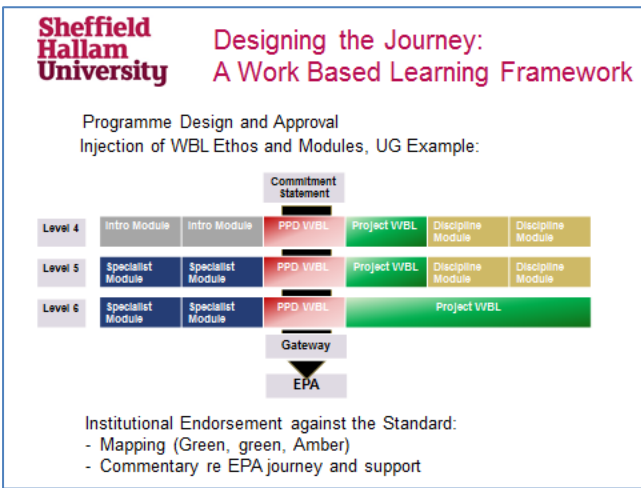 Sheffield
Hallam
University
Designing the Journey:
A Work Based Learning Framework
Programme Design and Approval
Injection of WBL Ethos and Modules, UG Example:
Commitment
Statement
Level 4
Intro Module
Intro Module
PPD WBL
Project WBL
Discipline
Module
Discipline
Module
Level 5
Specialist
Module
Specialist
Module
PPD WBL
Project WBL
Discipline
Module
Discipline
Module
Level 6
Specialist
Module
Specialist
Module
PPD WBL
Project WBL
Gateway
EPA
Institutional Endorsement against the Standard:
- Mapping (Green, green, Amber)
- Commentary re EPA journey and support